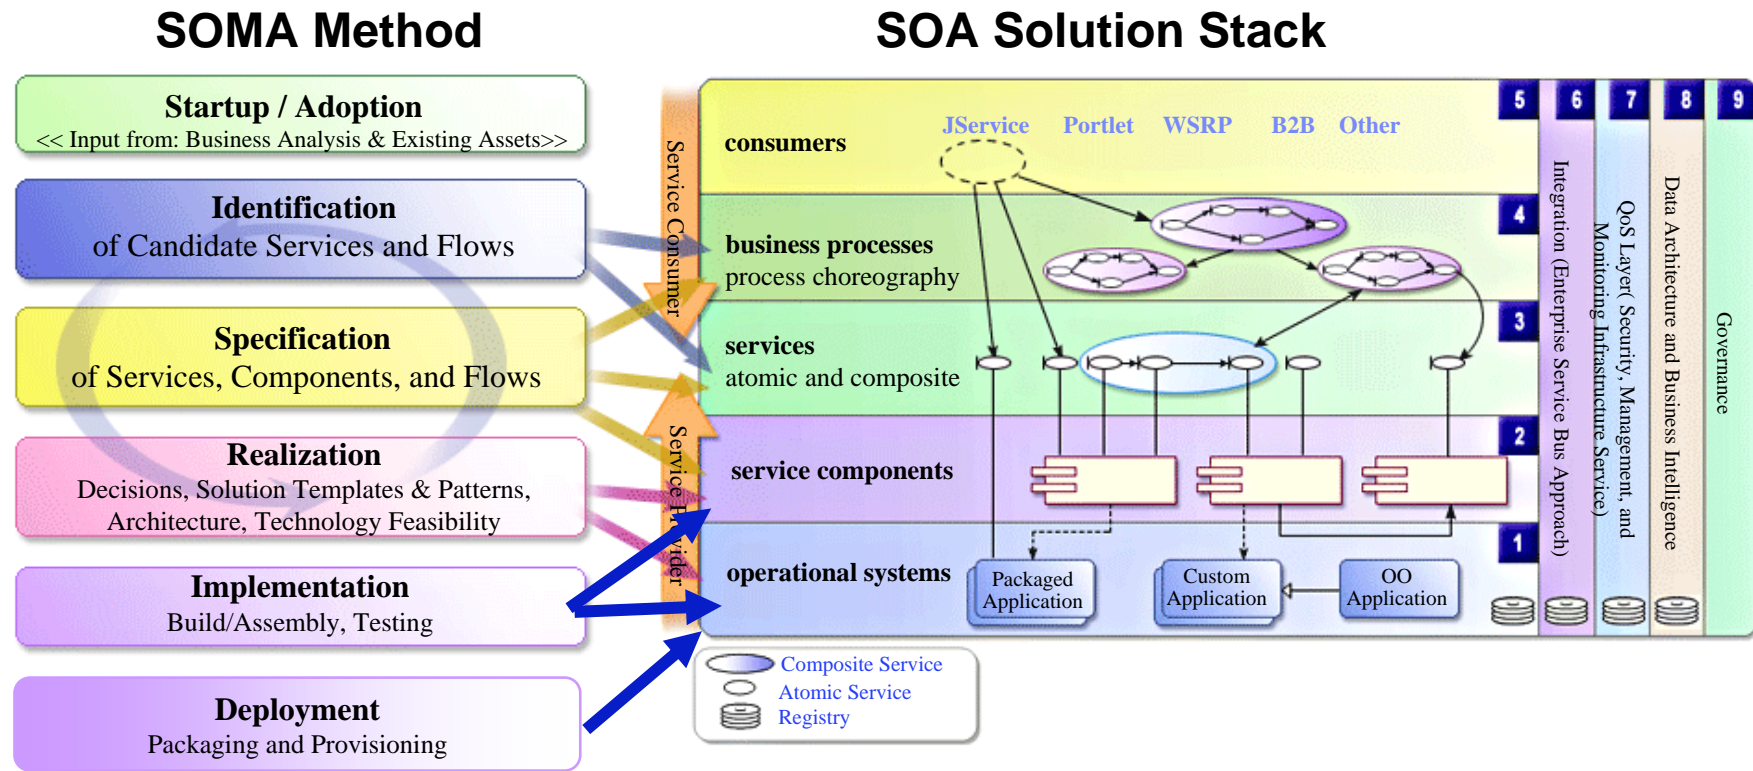 SOMA Method
SOA Solution Stack
Startup / Adoption
<< Input from: Business Analysis & Existing Assets>>
Identification
of Candidate Services and Flows
Specification
of Services, Components, and Flows
Realization
Decisions, Solution Templates & Patterns,
Architecture, Technology Feasibility
Implementation
Build/Assembly, Testing
Deployment
Packaging and Provisioning
Service Consumer
Service Provider
consumers
JService
Portlet
WSRP
B2B
Other
5
business processes
process choreography
4
services
atomic and composite
3
service components
2
operational systems
1
Packaged
Application
Custom
Application
OO
Application
6
Integration (Enterprise Service Bus Approach)
7
QoS Layer( Security, Management, and
Monitoring Infrastructure Service)
8
Data Architecture and Business Intelligence
9
Governance
Composite Service
Atomic Service
Registry